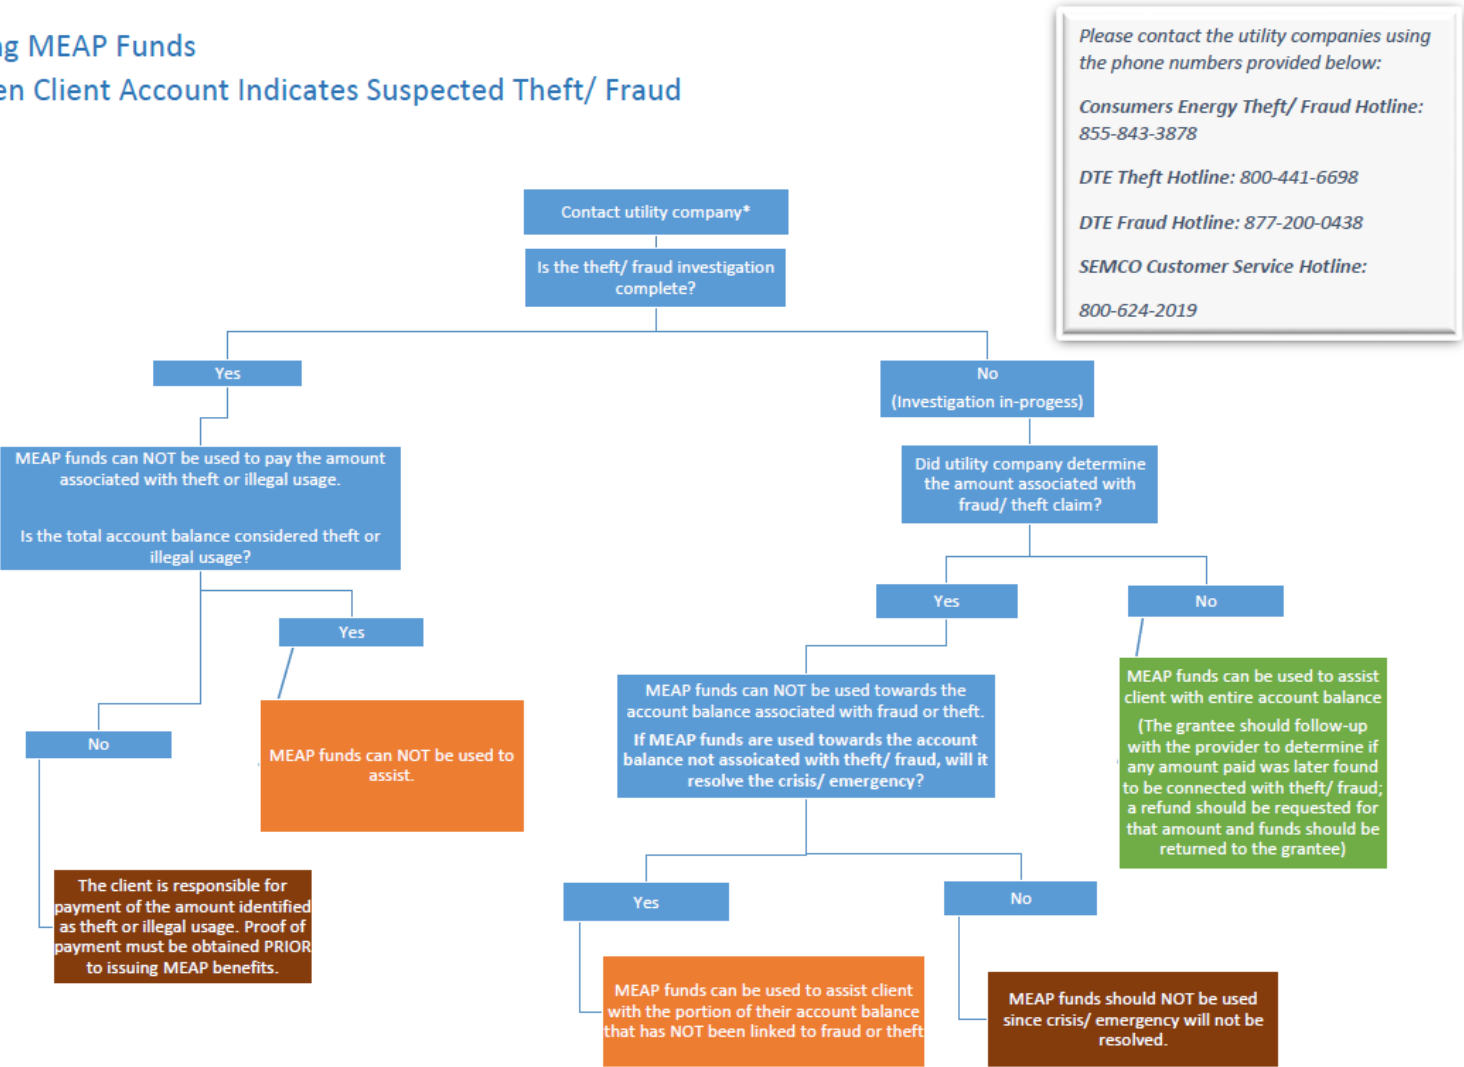 ng MEAP Funds
en Client Account Indicates Suspected Theft/ Fraud
Please contact the utility companies using
the phone numbers provided below:
Consumers Energy Theft/ Fraud Hotline:
855-843-3878
DTE Theft Hotline: 800-441-6698
DTE Fraud Hotline: 877-200-0438
SEMCO Customer Service Hotline:
800-624-2019
Contact utility company*
Is the theft/ fraud investigation
complete?
Yes
No
(Investigation in-progess)
MEAP funds can NOT be used to pay the amount
associated with theft or illegal usage.
Is the total account balance considered theft or
illegal usage?
Did utility company determine
the amount associated with
fraud/ theft claim?
Yes
No
Yes
No
MEAP funds can NOT be used to
assist.
The client is responsible for
payment of the amount identified
as theft or illegal usage. Proof of
payment must be obtained PRIOR
to issuing MEAP benefits.
MEAP funds can NOT be used towards the
account balance associated with fraud or theft.
If MEAP funds are used towards the account
balance not assoicated with theft/ fraud, will it
resolve the crisis/ emergency?
MEAP funds can be used to assist
client with entire account balance
(The grantee should follow-up
with the provider to determine if
any amount paid was later found
to be connected with theft/ fraud;
a refund should be requested for
that amount and funds should be
returned to the grantee)
Yes
No
MEAP funds can be used to assist client
with the portion of their account balance
that has NOT been linked to fraud or theft
MEAP funds should NOT be used
since crisis/ emergency will not be
resolved.